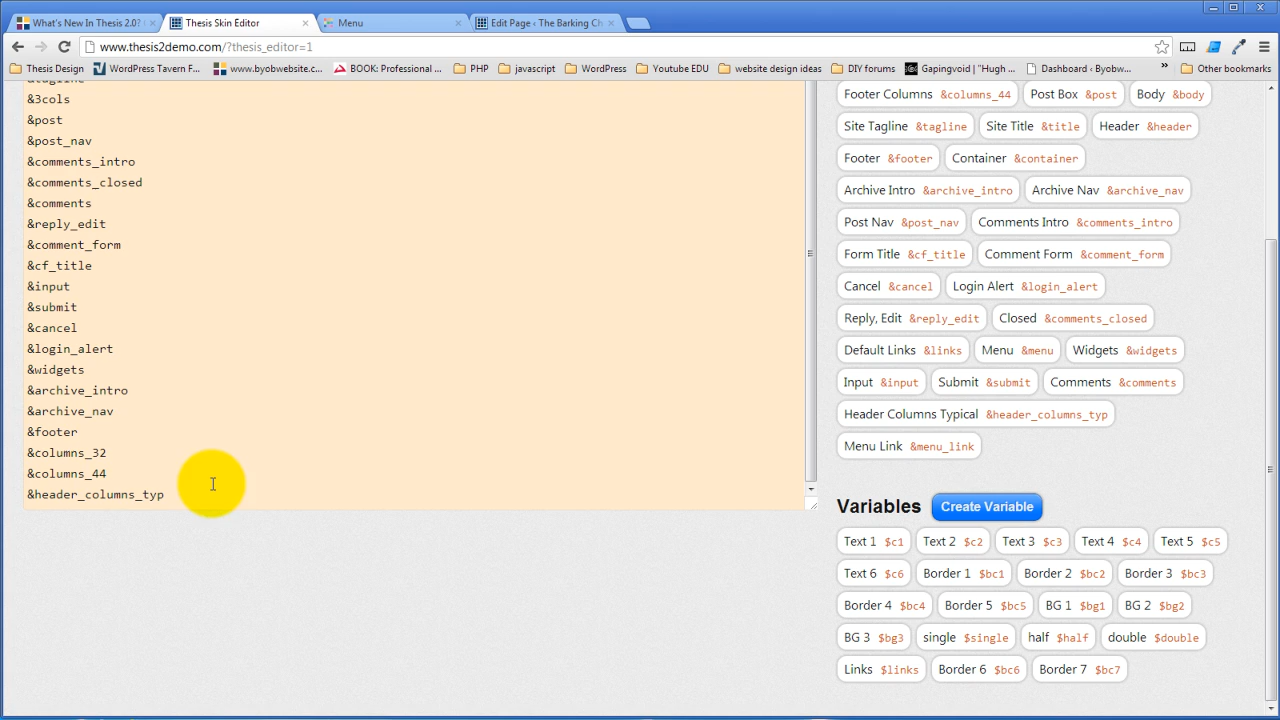 What's New In Thesis 2.0?
Thesis Skin Editor
Menu
Edit Page ‹ The Barking Ch
www.thesis2demo.com/?thesis_editor=1
Thesis Design
WordPress Tavern F...
www.byobwebsite.c...
BOOK: Professional ...
PHP
javascript
WordPress
Youtube EDU
website design ideas
DIY forums
Gapingvoid | "Hugh ...
Dashboard ‹ Byobw...
Other bookmarks
&tagline
&3cols
&post
&post_nav
&comments_intro
&comments_closed
&comments
&reply_edit
&comment_form
&cf_title
&input
&submit
&cancel
&login_alert
&widgets
&archive_intro
&archive_nav
&footer
&columns_32
&columns_44
&header_columns_typ
Footer Columns &columns_44 Post Box &post Body &body
Site Tagline &tagline Site Title &title Header &header
Footer &footer Container &container
Archive Intro &archive_intro Archive Nav &archive_nav
Post Nav &post_nav Comments Intro &comments_intro
Form Title &cf_title Comment Form &comment_form
Cancel &cancel Login Alert &login_alert
Reply, Edit &reply_edit Closed &comments_closed
Default Links &links Menu &menu Widgets &widgets
Input &input Submit &submit Comments &comments
Header Columns Typical &header_columns_typ
Menu Link &menu_link
Variables Create Variable
Text 1 $c1 Text 2 $c2 Text 3 $c3 Text 4 $c4 Text 5 $c5
Text 6 $c6 Border 1 $bc1 Border 2 $bc2 Border 3 $bc3
Border 4 $bc4 Border 5 $bc5 BG 1 $bg1 BG 2 $bg2
BG 3 $bg3 single $single half $half double $double
Links $links Border 6 $bc6 Border 7 $bc7